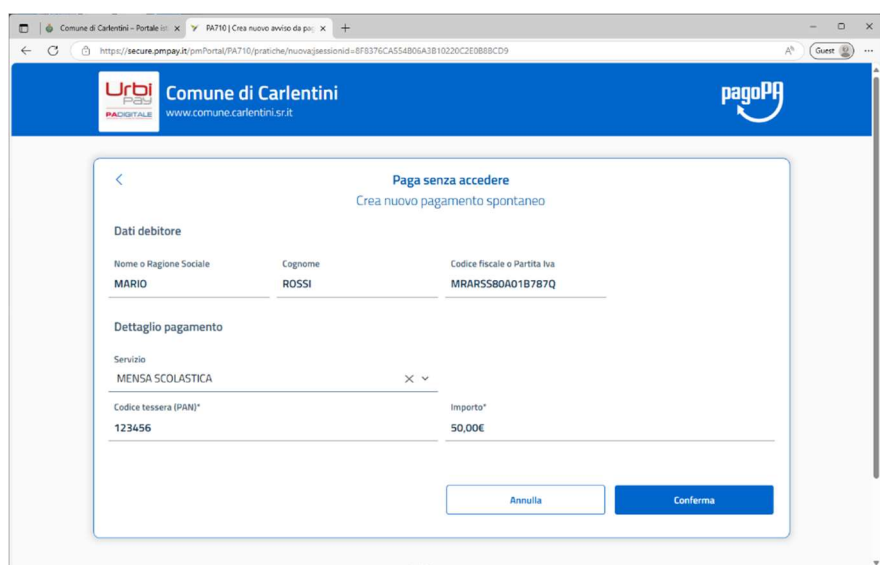 Comune di Carlentini – Portale ist
PA710 | Crea nuovo avviso da pag
https://secure.pmpay.it/pmPortal/PA710/pratiche/nuova;jsessionid=8F8376CA554B06A3B10220C2E0B8BCD9
Guest
Urbi
Pay
PADIGITALE
Comune di Carlentini
www.comune.carlentini.sr.it
pagoPA
Paga senza accedere
Crea nuovo pagamento spontaneo
Dati debitore
Nome o Ragione Sociale Cognome Codice fiscale o Partita Iva
MARIO ROSSI MRARSS80A01B787Q
Dettaglio pagamento
Servizio
MENSA SCOLASTICA
Codice tessera (PAN)* Importo*
123456 50,00€
Annulla Conferma